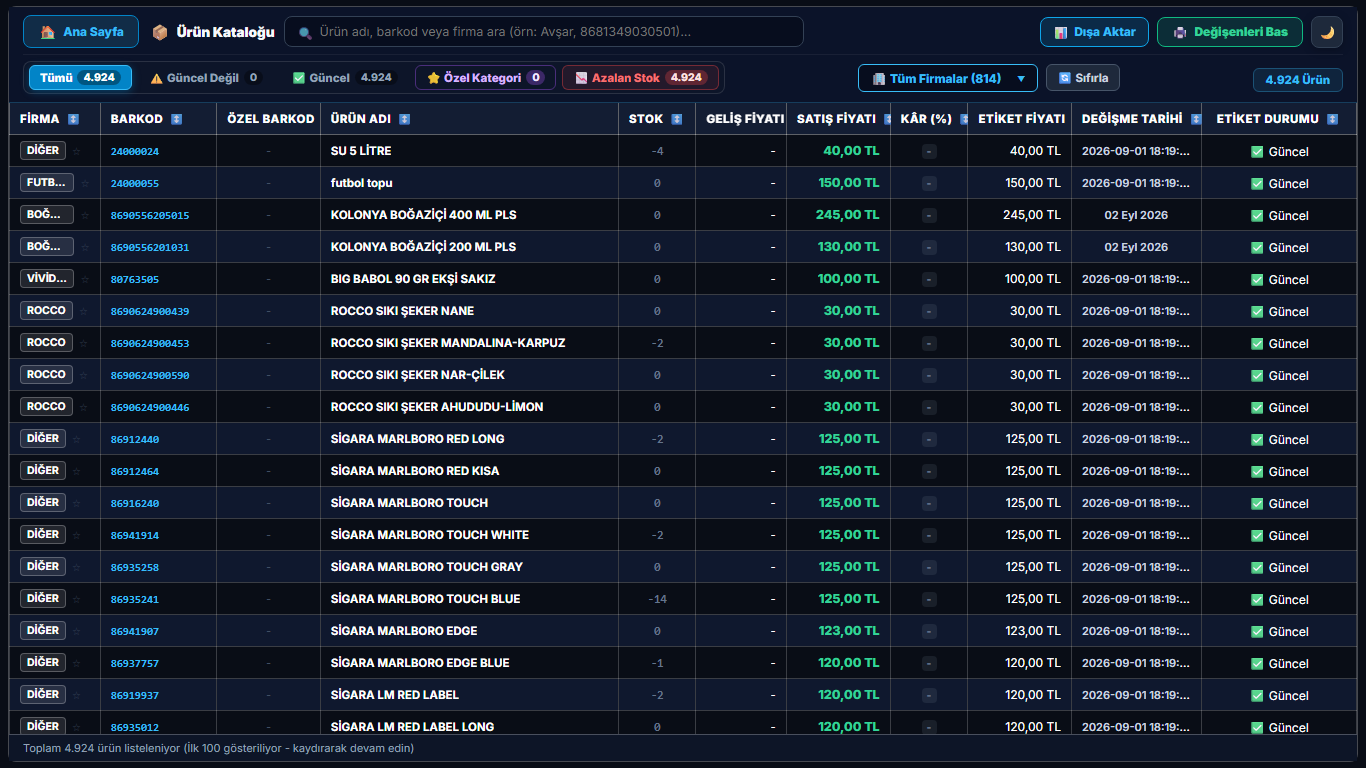 Ana Sayfa Ürün Kataloğu Ürün adı, barkod veya firma ara (örn: Avşar, 8681349030501)... Dışa Aktar Değişenleri Bas
Tümü 4.924 Güncel Değil 0 Güncel 4.924 Özel Kategori 0 Azalan Stok 4.924 Tüm Firmalar (814) ▼ Sıfırla 4.924 Ürün
FİRMA BARKOD ÖZEL BARKOD ÜRÜN ADI STOK GELİŞ FİYATI SATIŞ FİYATI KÂR (%) ETİKET FİYATI DEĞİŞME TARİHİ ETİKET DURUMU
DİĞER 24000024 - SU 5 LİTRE -4 - 40,00 TL - 40,00 TL 2026-09-01 18:19:... Güncel
FUTB... 24000055 - futbol topu 0 - 150,00 TL - 150,00 TL 2026-09-01 18:19:... Güncel
BOĞ... 8690556205015 - KOLONYA BOĞAZİÇİ 400 ML PLS 0 - 245,00 TL - 245,00 TL 02 Eyl 2026 Güncel
BOĞ... 8690556201031 - KOLONYA BOĞAZİÇİ 200 ML PLS 0 - 130,00 TL - 130,00 TL 02 Eyl 2026 Güncel
VİVİD... 80763505 - BIG BABOL 90 GR EKŞİ SAKIZ 0 - 100,00 TL - 100,00 TL 2026-09-01 18:19:... Güncel
ROCCO 8690624900439 - ROCCO SIKI ŞEKER NANE 0 - 30,00 TL - 30,00 TL 2026-09-01 18:19:... Güncel
ROCCO 8690624900453 - ROCCO SIKI ŞEKER MANDALINA-KARPUZ -2 - 30,00 TL - 30,00 TL 2026-09-01 18:19:... Güncel
ROCCO 8690624900590 - ROCCO SIKI ŞEKER NAR-ÇİLEK 0 - 30,00 TL - 30,00 TL 2026-09-01 18:19:... Güncel
ROCCO 8690624900446 - ROCCO SIKI ŞEKER AHUDUDU-LİMON 0 - 30,00 TL - 30,00 TL 2026-09-01 18:19:... Güncel
DİĞER 86912440 - SİGARA MARLBORO RED LONG -2 - 125,00 TL - 125,00 TL 2026-09-01 18:19:... Güncel
DİĞER 86912464 - SİGARA MARLBORO RED KISA 0 - 125,00 TL - 125,00 TL 2026-09-01 18:19:... Güncel
DİĞER 86916240 - SİGARA MARLBORO TOUCH 0 - 125,00 TL - 125,00 TL 2026-09-01 18:19:... Güncel
DİĞER 86941914 - SİGARA MARLBORO TOUCH WHITE -2 - 125,00 TL - 125,00 TL 2026-09-01 18:19:... Güncel
DİĞER 86935258 - SİGARA MARLBORO TOUCH GRAY 0 - 125,00 TL - 125,00 TL 2026-09-01 18:19:... Güncel
DİĞER 86935241 - SİGARA MARLBORO TOUCH BLUE -14 - 125,00 TL - 125,00 TL 2026-09-01 18:19:... Güncel
DİĞER 86941907 - SİGARA MARLBORO EDGE 0 - 123,00 TL - 123,00 TL 2026-09-01 18:19:... Güncel
DİĞER 86937757 - SİGARA MARLBORO EDGE BLUE -1 - 120,00 TL - 120,00 TL 2026-09-01 18:19:... Güncel
DİĞER 86919937 - SİGARA LM RED LABEL -2 - 120,00 TL - 120,00 TL 2026-09-01 18:19:... Güncel
DİĞER 86935012 - SİGARA LM RED LABEL LONG 0 - 120,00 TL - 120,00 TL 2026-09-01 18:19:... Güncel
Toplam 4.924 ürün listeleniyor (İlk 100 gösteriliyor - kaydırarak devam edin)